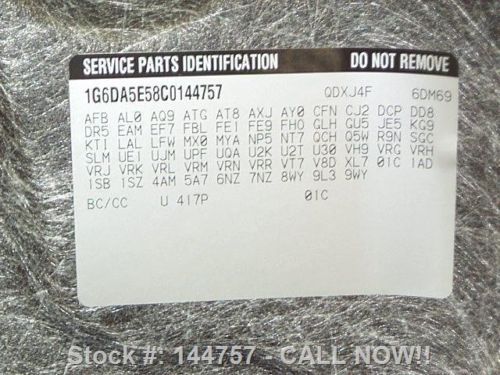 SERVICE PARTS IDENTIFICATION DO NOT REMOVE
1G6DA5E58C0144757 QDXJ4F 6DM69
AFB AL0 AQ9 ATG AT8 AXJ AY0 CFN CJ2 DCP DD8
DR5 EAM EF7 FBL FE1 FE9 FHO GLH GU5 JE5 KG9
KTI LAL LFW MX0 MYA NP5 NT7 QCH Q5W R9N SGC
SLM UE1 UJM UPF UQA U2K U2T U30 VH9 VRG VRH
VRJ VRK VRL VRM VRN VRR VT7 V8D XL7 01C 1AD
1SB 1SZ 4AM 5A7 6NZ 7NZ 8WY 9L3 9WY
BC/CC U 417P 01C
Stock #: 144757 - CALL NOW!!